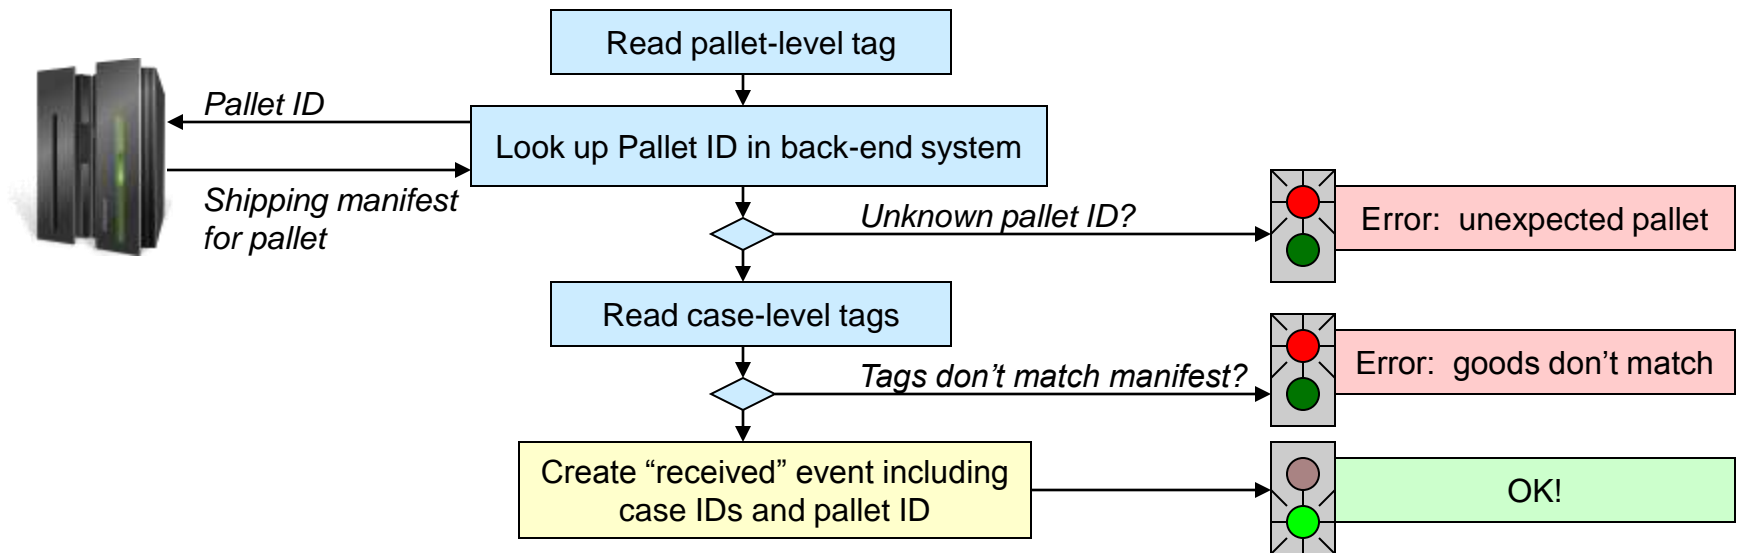 Read pallet-level tag
Pallet ID
Look up Pallet ID in back-end system
Shipping manifest
for pallet
Unknown pallet ID?
Error:  unexpected pallet
Read case-level tags
Tags don’t match manifest?
Error:  goods don’t match
Create “received” event including
case IDs and pallet ID
OK!